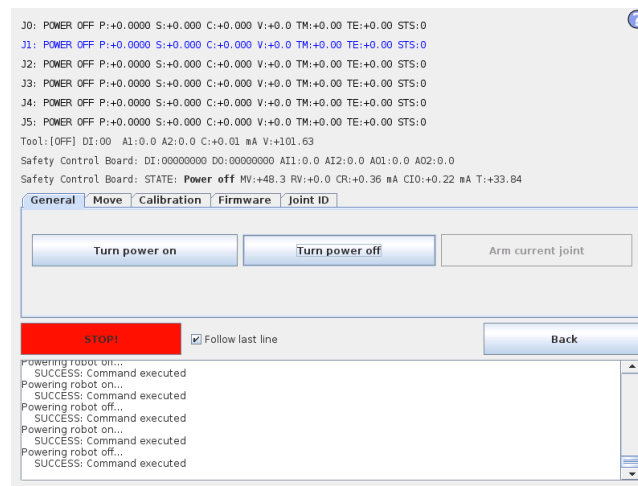 J0: POWER OFF P:+0.0000 S:+0.000 C:+0.000 V:+0.0 TM:+0.00 TE:+0.00 STS:0
J1: POWER OFF P:+0.0000 S:+0.000 C:+0.000 V:+0.0 TM:+0.00 TE:+0.00 STS:0
J2: POWER OFF P:+0.0000 S:+0.000 C:+0.000 V:+0.0 TM:+0.00 TE:+0.00 STS:0
J3: POWER OFF P:+0.0000 S:+0.000 C:+0.000 V:+0.0 TM:+0.00 TE:+0.00 STS:0
J4: POWER OFF P:+0.0000 S:+0.000 C:+0.000 V:+0.0 TM:+0.00 TE:+0.00 STS:0
J5: POWER OFF P:+0.0000 S:+0.000 C:+0.000 V:+0.0 TM:+0.00 TE:+0.00 STS:0
Tool:[OFF] DI:00 A1:0.0 A2:0.0 C:+0.01 mA V:+101.63
Safety Control Board: DI:00000000 DO:00000000 AI1:0.0 AI2:0.0 AO1:0.0 AO2:0.0
Safety Control Board: STATE: Power off MV:+48.3 RV:+0.0 CR:+0.36 mA CIO:+0.22 mA T:+33.84
General Move Calibration Firmware Joint ID
Turn power on Turn power off Arm current joint
STOP! Follow last line Back
Powering robot off...
SUCCESS: Command executed
Powering robot on...
SUCCESS: Command executed
Powering robot off...
SUCCESS: Command executed
Powering robot on...
SUCCESS: Command executed
Powering robot off...
SUCCESS: Command executed